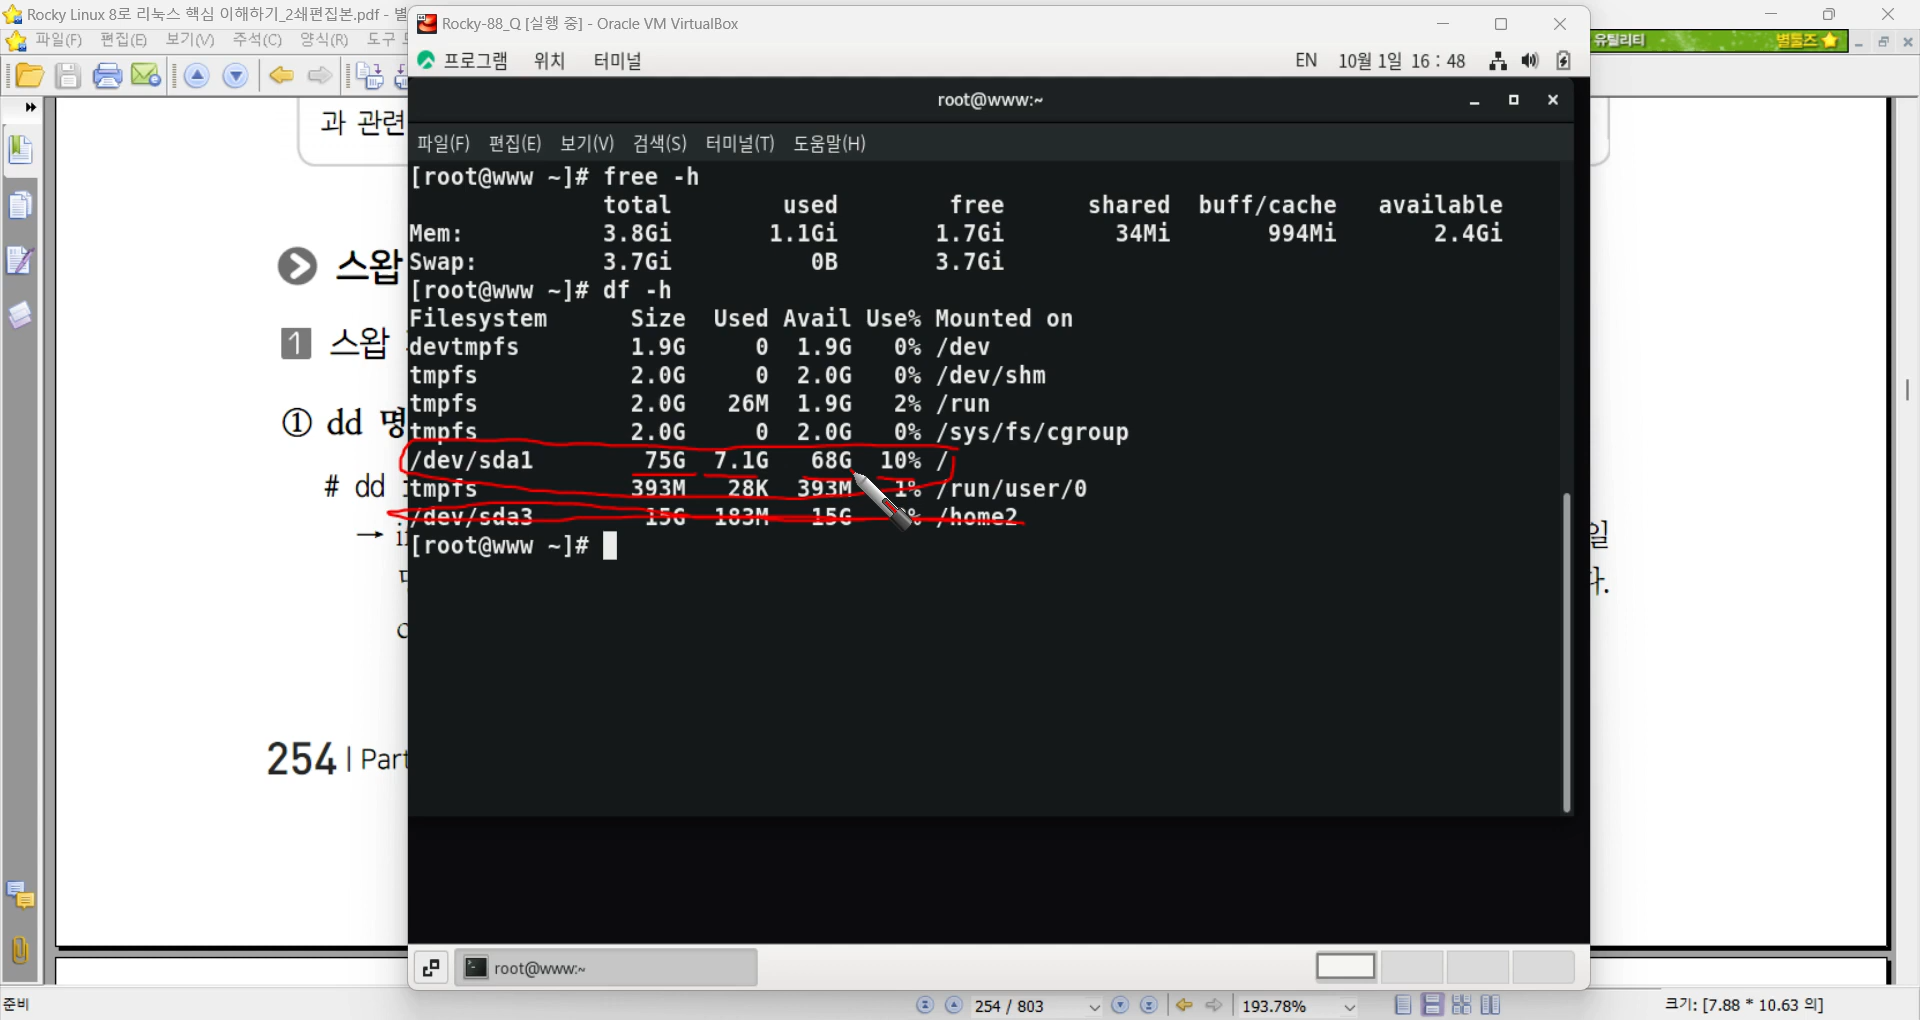 Rocky Linux 8로 리눅스 핵심 이해하기_2쇄편집본.pdf - 별
파일(F) 편집(E) 보기(V) 주석(C) 양식(R) 도구
유틸리티 별들즈
과 관련
스왑
1 스왑
① dd 명
# dd
→
일
다.
254 | Part
Rocky-88_Q [실행 중] - Oracle VM VirtualBox
프로그램 위치 터미널 EN 10월 1일 16 : 48
root@www:~
파일(F) 편집(E) 보기(V) 검색(S) 터미널(T) 도움말(H)
[root@www ~]# free -h
total used free shared buff/cache available
Mem: 3.8Gi 1.1Gi 1.7Gi 34Mi 994Mi 2.4Gi
Swap: 3.7Gi 0B 3.7Gi
[root@www ~]# df -h
Filesystem Size Used Avail Use% Mounted on
devtmpfs 1.9G 0 1.9G 0% /dev
tmpfs 2.0G 0 2.0G 0% /dev/shm
tmpfs 2.0G 26M 1.9G 2% /run
tmpfs 2.0G 0 2.0G 0% /sys/fs/cgroup
/dev/sda1 75G 7.1G 68G 10% /
tmpfs 393M 28K 393M 1% /run/user/0
/dev/sda3 15G 183M 15G /home2
[root@www ~]#
root@www:~
준비 254 / 803 193.78% 크기: [7.88 * 10.63 의]